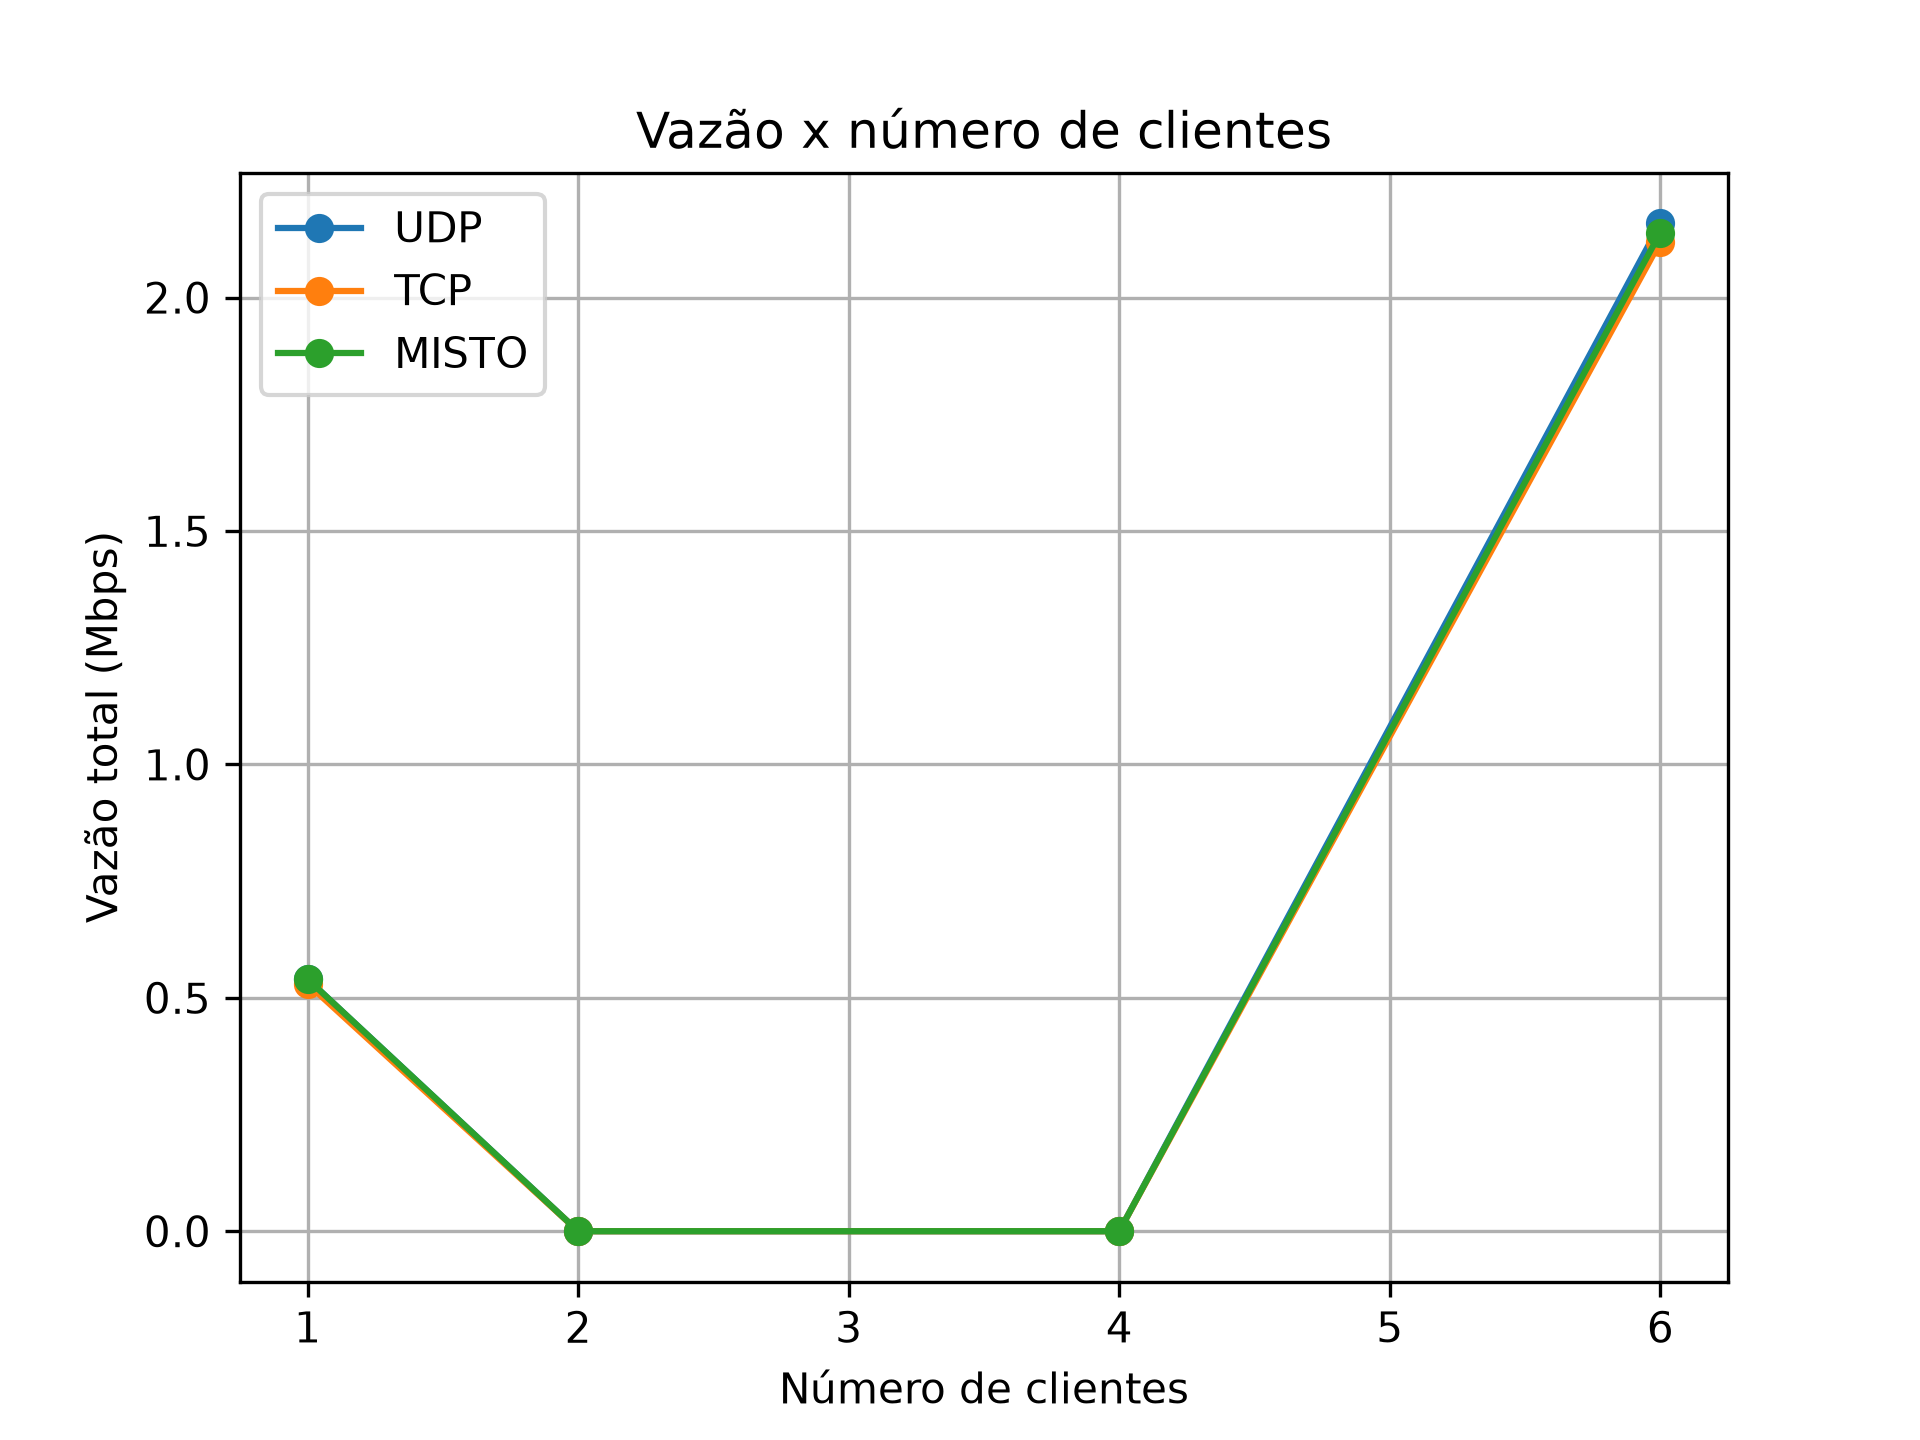 Vazão x número de clientes
UDP
TCP
MISTO
Vazão total (Mbps)
2.0
1.5
1.0
0.5
0.0
1 2 3 4 5 6
Número de clientes